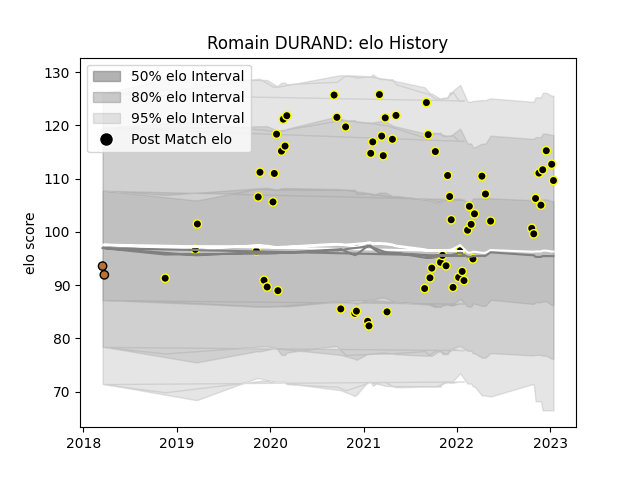 Romain DURAND: elo History
50% elo Interval
80% elo Interval
95% elo Interval
Post Match elo
elo score
130
120
110
100
90
80
70
2018 2019 2020 2021 2022 2023